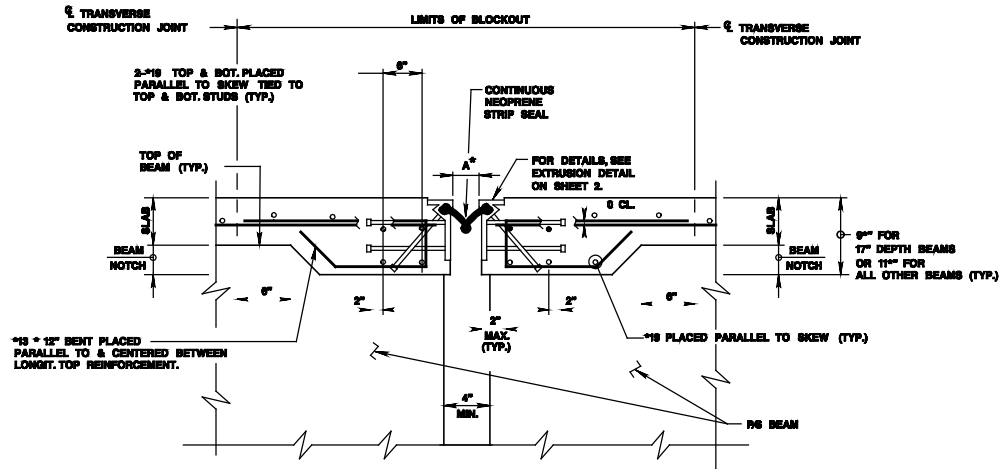 ℄ TRANSVERSE
CONSTRUCTION JOINT
LIMITS OF BLOCKOUT
℄ TRANSVERSE
CONSTRUCTION JOINT
2-#19 TOP & BOT. PLACED
PARALLEL TO SKEW TIED TO
TOP & BOT. STUDS (TYP.)
6"
CONTINUOUS
NEOPRENE
STRIP SEAL
TOP OF
BEAM (TYP.)
A*
FOR DETAILS, SEE
EXTRUSION DETAIL
ON SHEET 2.
0 CL.
SLAB
BEAM
NOTCH
SLAB
BEAM
NOTCH
9*" FOR
17" DEPTH BEAMS
OR 11*" FOR
ALL OTHER BEAMS (TYP.)
6"
2"
2"
MAX.
(TYP.)
2"
6"
*13 * 12" BENT PLACED
PARALLEL TO & CENTERED BETWEEN
LONGIT. TOP REINFORCEMENT.
*19 PLACED PARALLEL TO SKEW (TYP.)
4"
MIN.
P/S BEAM